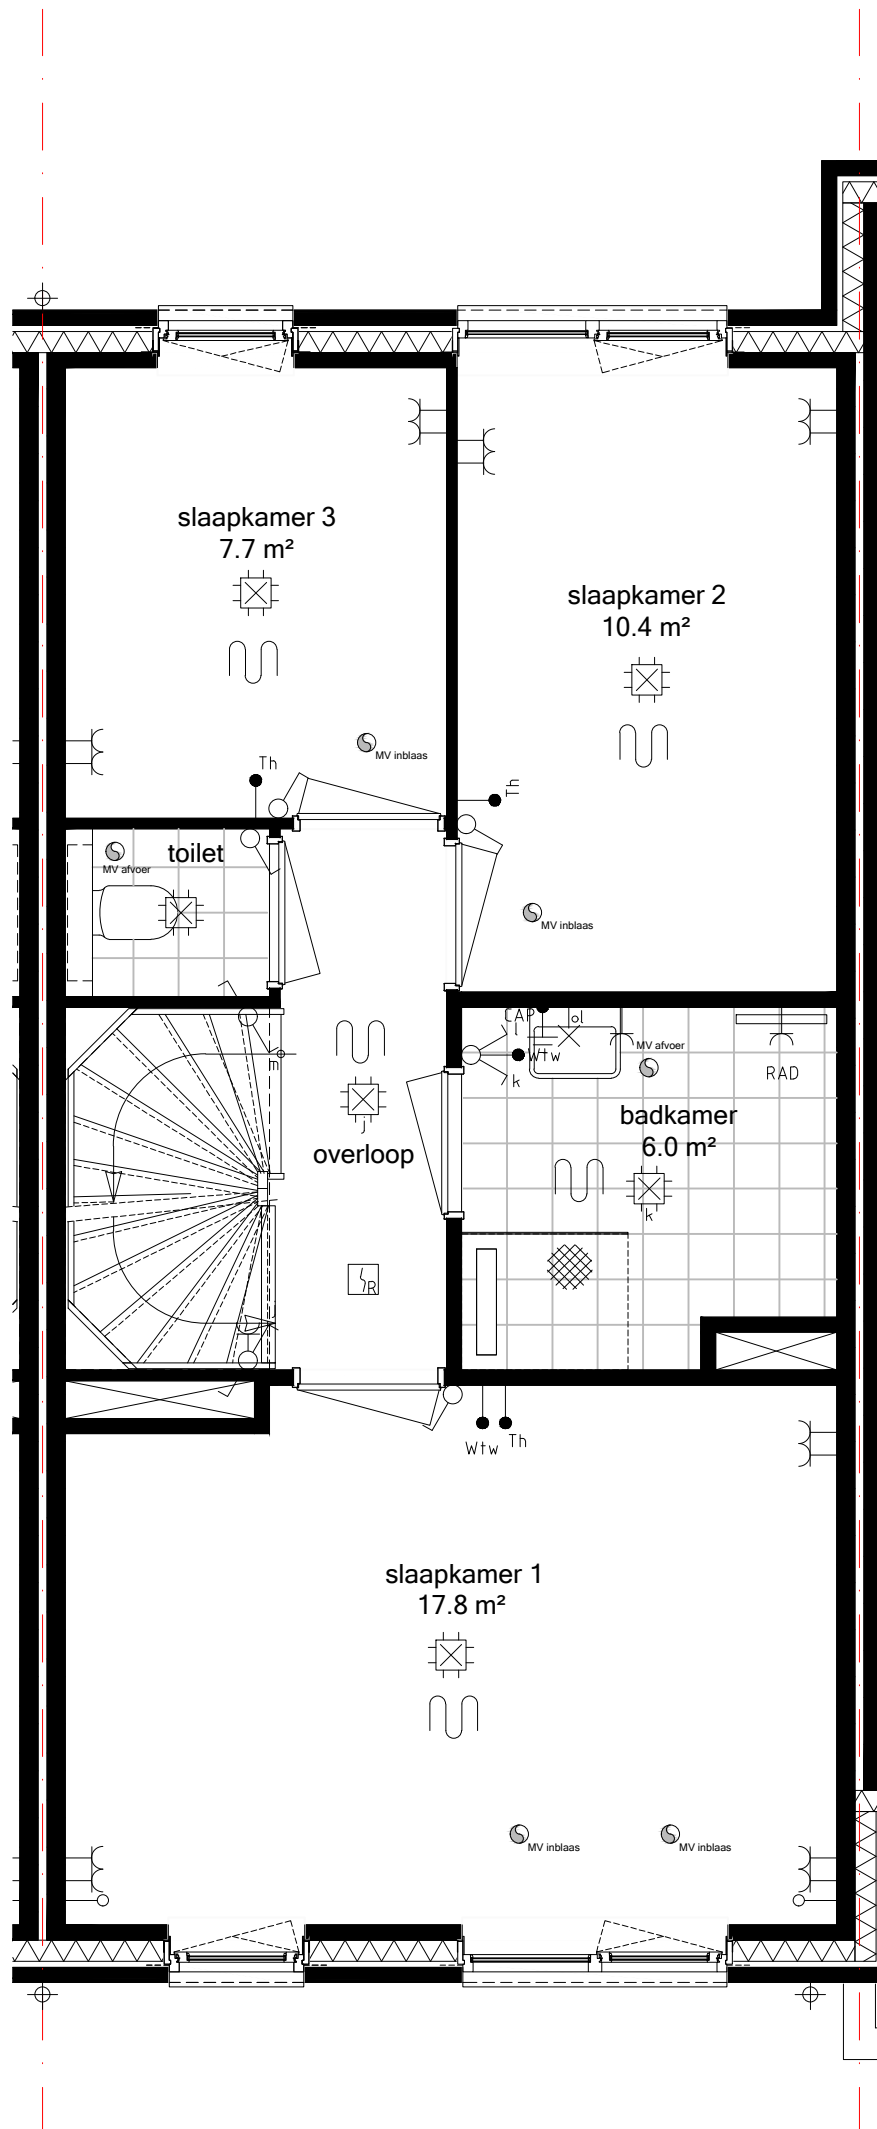 slaapkamer 3
7.7 m²
slaapkamer 2
10.4 m²
MV inblaas
Th
Th
toilet
MV afvoer
MV inblaas
CAP
l
ol
Wtw
k
MV afvoer
RAD
m
j
overloop
badkamer
6.0 m²
k
R
j
Wtw
Th
slaapkamer 1
17.8 m²
MV inblaas
MV inblaas